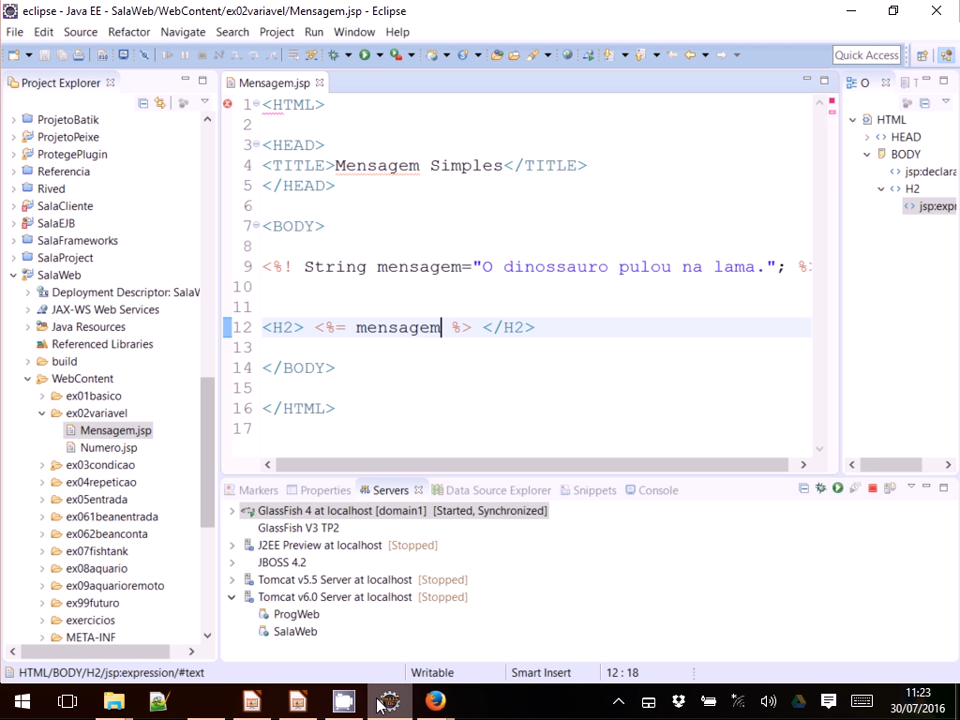 eclipse - Java EE - SalaWeb/WebContent/ex02variavel/Mensagem.jsp - Eclipse
File Edit Source Refactor Navigate Search Project Run Window Help
Quick Access
Project Explorer
ProjetoBatik
ProjetoPeixe
ProtegePlugin
Referencia
Rived
SalaCliente
SalaEJB
SalaFrameworks
SalaProject
SalaWeb
Deployment Descriptor: SalaW
JAX-WS Web Services
Java Resources
Referenced Libraries
build
WebContent
ex01basico
ex02variavel
Mensagem.jsp
Numero.jsp
ex03condicao
ex04repeticao
ex05entrada
ex061beanentrada
ex062beanconta
ex07fishtank
ex08aquario
ex09aquarioremoto
ex99futuro
exercicios
META-INF
Mensagem.jsp
1 <HTML>
2
3 <HEAD>
4 <TITLE>Mensagem Simples</TITLE>
5 </HEAD>
6
7 <BODY>
8
9 <%! String mensagem="O dinossauro pulou na lama."; %>
10
11
12 <H2> <%= mensagem %> </H2>
13
14 </BODY>
15
16 </HTML>
17
O
HTML
HEAD
BODY
jsp:declara
H2
jsp:expr
Markers Properties Servers Data Source Explorer Snippets Console
GlassFish 4 at localhost [domain1] [Started, Synchronized]
GlassFish V3 TP2
J2EE Preview at localhost [Stopped]
JBOSS 4.2
Tomcat v5.5 Server at localhost [Stopped]
Tomcat v6.0 Server at localhost [Stopped]
ProgWeb
SalaWeb
HTML/BODY/H2/jsp:expression/#text
Writable
Smart Insert
12 : 18
11:23
30/07/2016